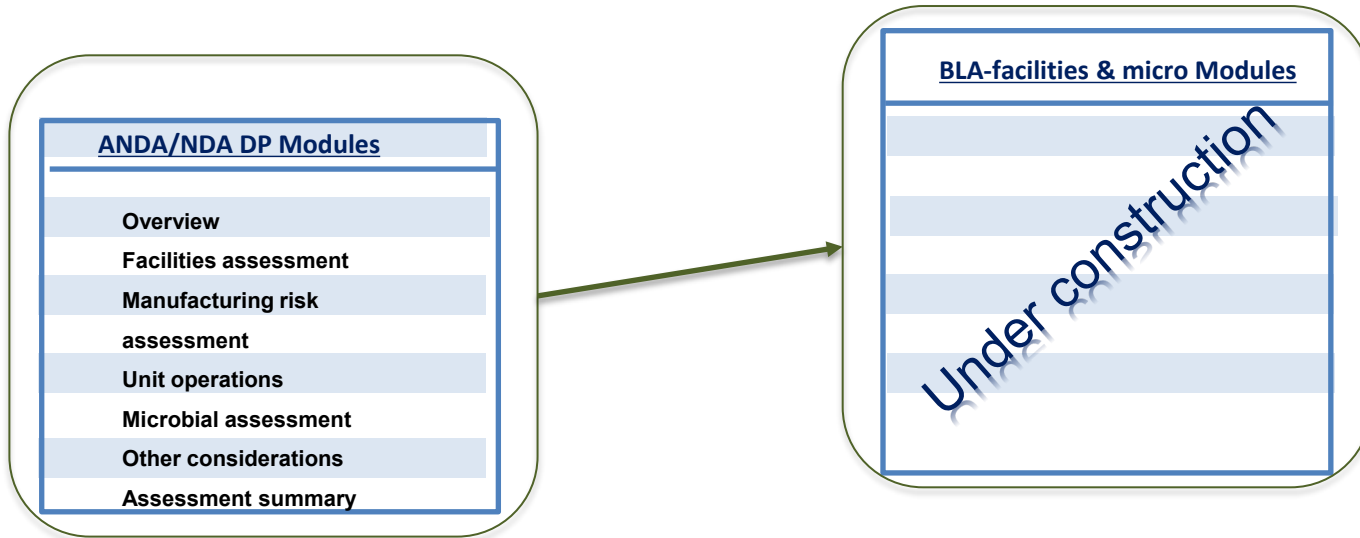 ANDA/NDA DP Modules
Overview
Facilities assessment
Manufacturing risk
assessment
Unit operations
Microbial assessment
Other considerations
Assessment summary
BLA-facilities & micro Modules
Under construction